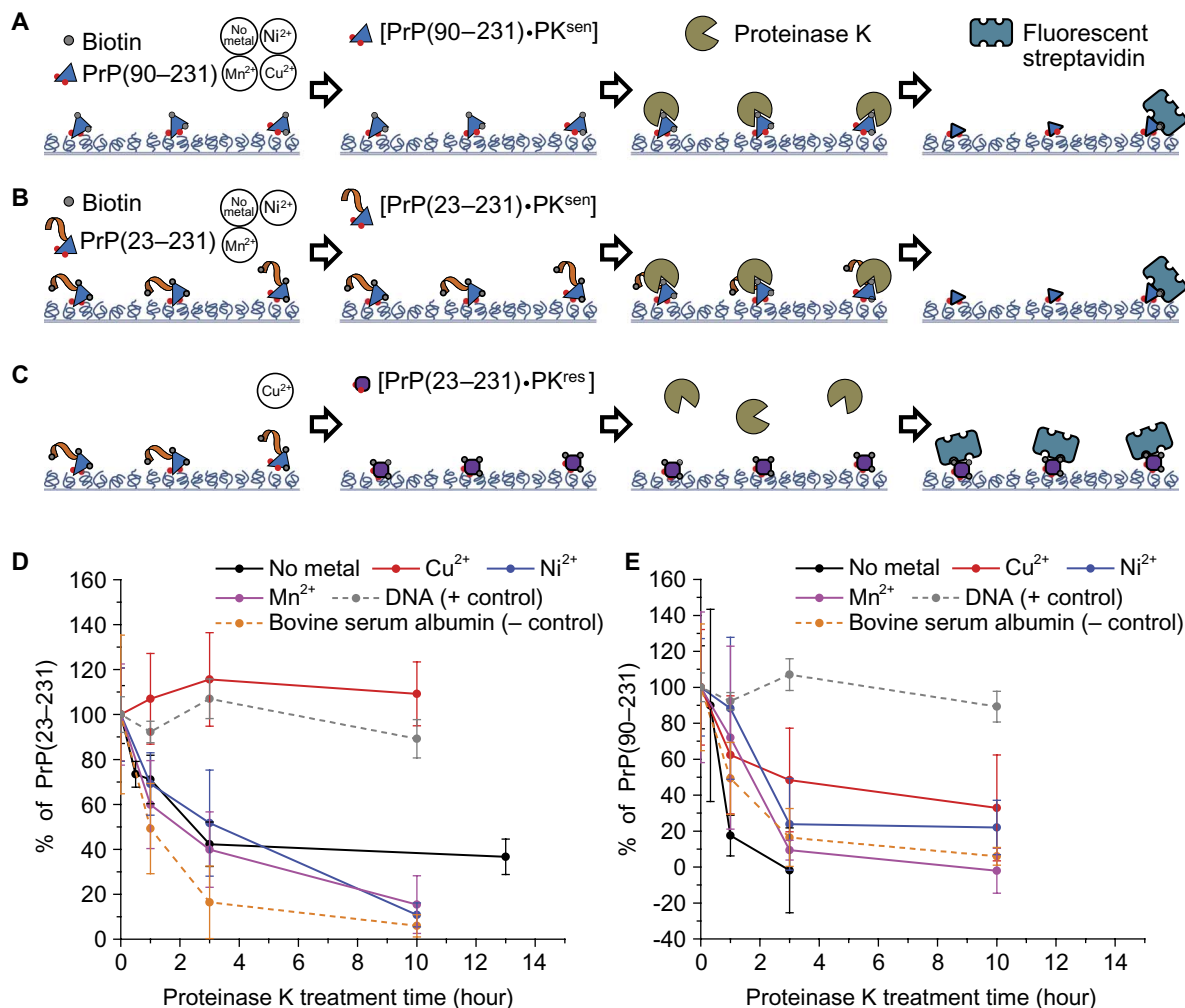 A
Biotin
PrP(90–231)
No metal
Ni2+
Mn2+
Cu2+
[PrP(90–231)•PKsen]
Proteinase K
Fluorescent
streptavidin
B
Biotin
PrP(23–231)
No metal
Ni2+
Mn2+
[PrP(23–231)•PKsen]
C
Cu2+
[PrP(23–231)•PKres]
D
No metal
Cu2+
Ni2+
Mn2+
DNA (+ control)
Bovine serum albumin (– control)
% of PrP(23–231)
160
140
120
100
80
60
40
20
0
0 2 4 6 8 10 12 14
Proteinase K treatment time (hour)
E
No metal
Cu2+
Ni2+
Mn2+
DNA (+ control)
Bovine serum albumin (– control)
% of PrP(90–231)
160
140
120
100
80
60
40
20
0
-20
-40
0 2 4 6 8 10 12 14
Proteinase K treatment time (hour)